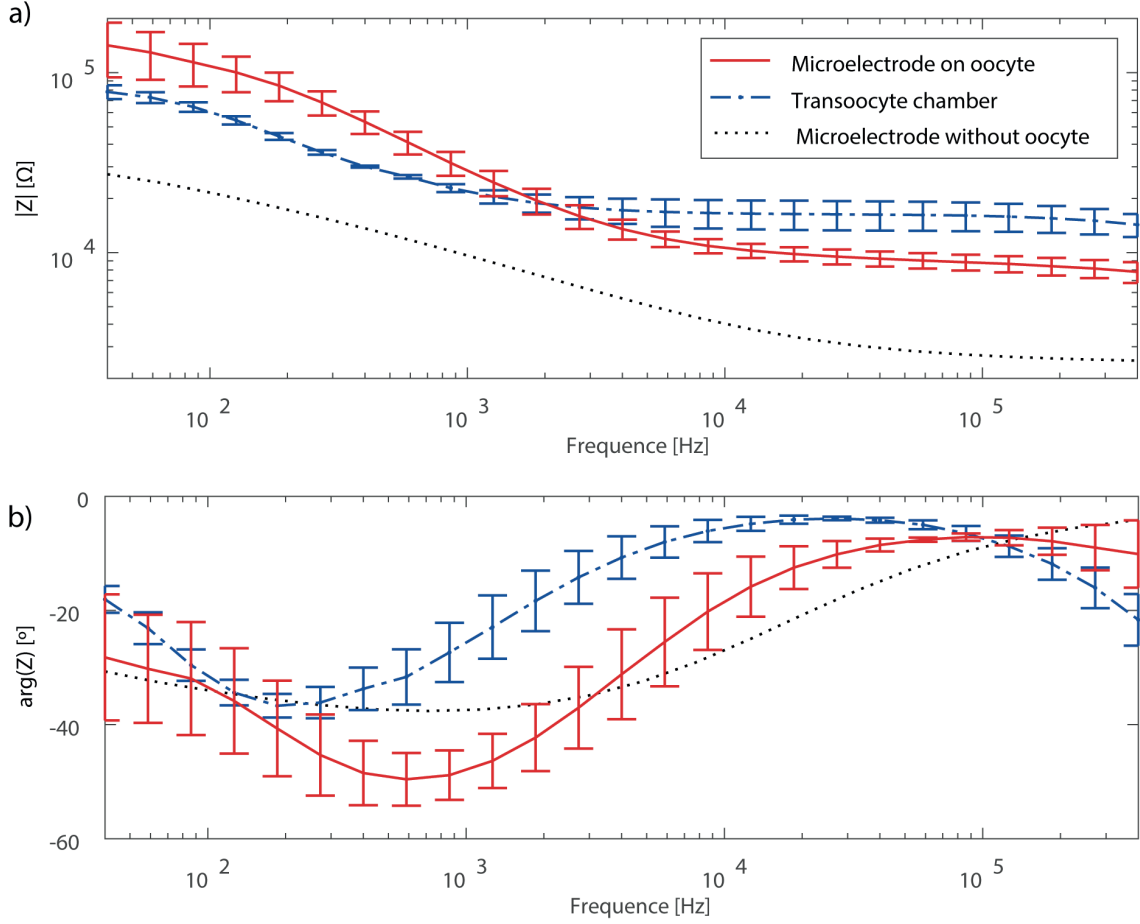 a)
10 5
10 4
|Z| [Ω]
Microelectrode on oocyte
Transoocyte chamber
Microelectrode without oocyte
10 2
10 3
10 4
10 5
Frequence [Hz]
b)
0
-20
-40
-60
arg(Z) [º]
10 2
10 3
10 4
10 5
Frequence [Hz]